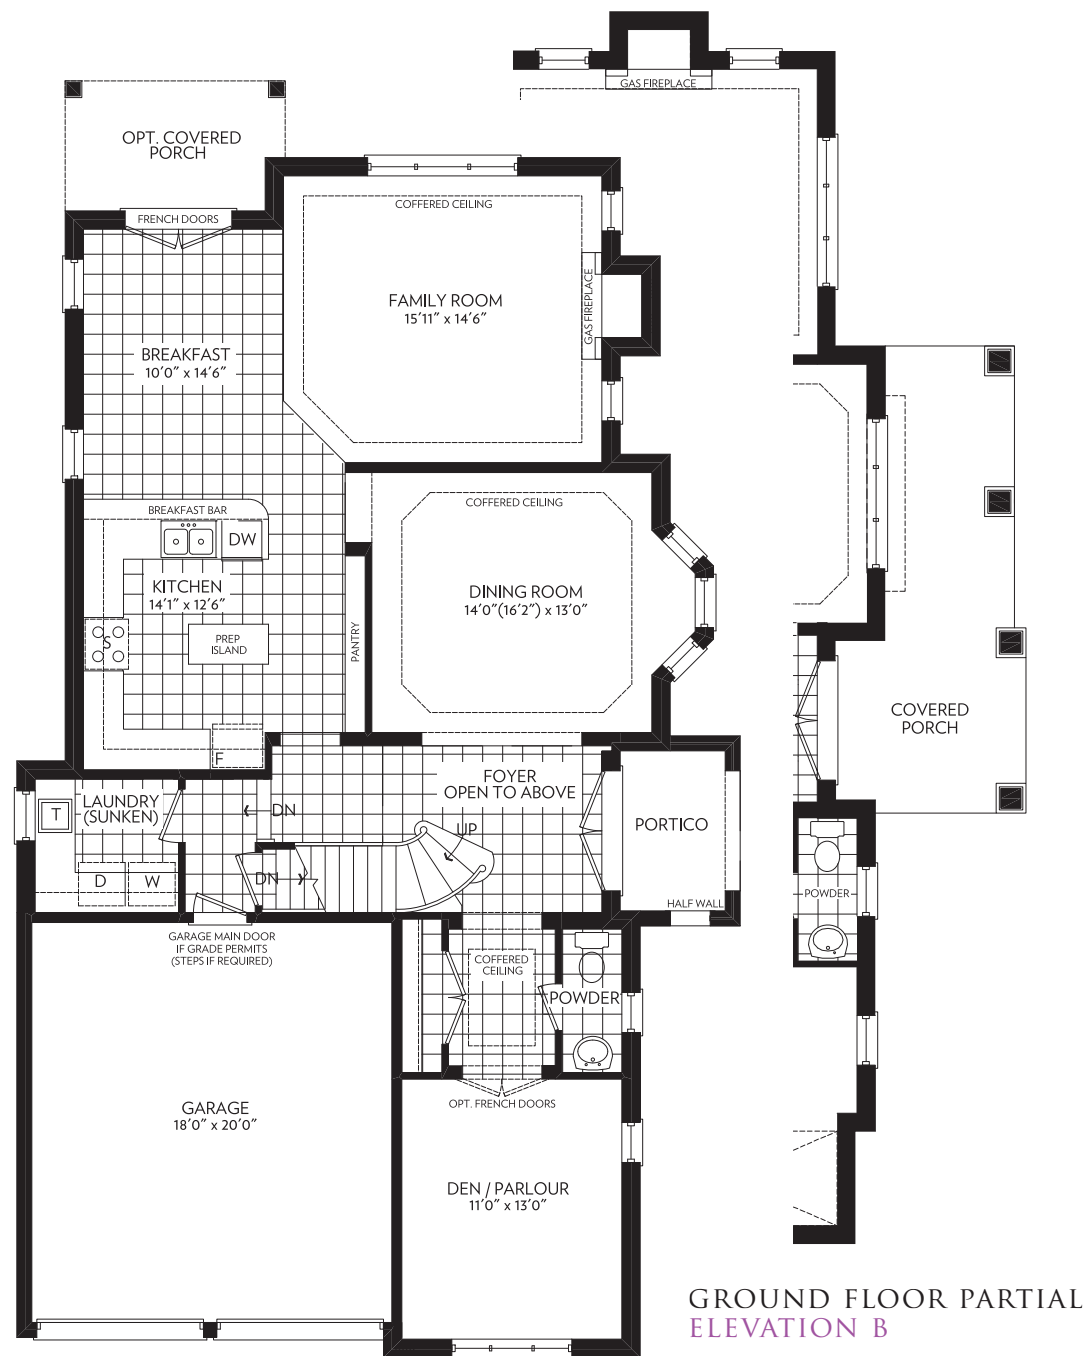 GAS FIREPLACE
OPT. COVERED
PORCH
FRENCH DOORS
COFFERED CEILING
FAMILY ROOM
15'11" x 14'6"
GAS FIREPLACE
BREAKFAST
10'0" x 14'6"
BREAKFAST BAR
DW
COFFERED CEILING
KITCHEN
14'1" x 12'6"
DINING ROOM
14'0"(16'2") x 13'0"
S
PREP
ISLAND
PANTRY
F
COVERED
PORCH
FOYER
OPEN TO ABOVE
LAUNDRY
(SUNKEN)
T
DN
UP
PORTICO
D
W
DN
HALF WALL
POWDER
GARAGE MAIN DOOR
IF GRADE PERMITS
(STEPS IF REQUIRED)
COFFERED
CEILING
POWDER
OPT. FRENCH DOORS
GARAGE
18'0" x 20'0"
DEN / PARLOUR
11'0" x 13'0"
GROUND FLOOR PARTIAL
ELEVATION B